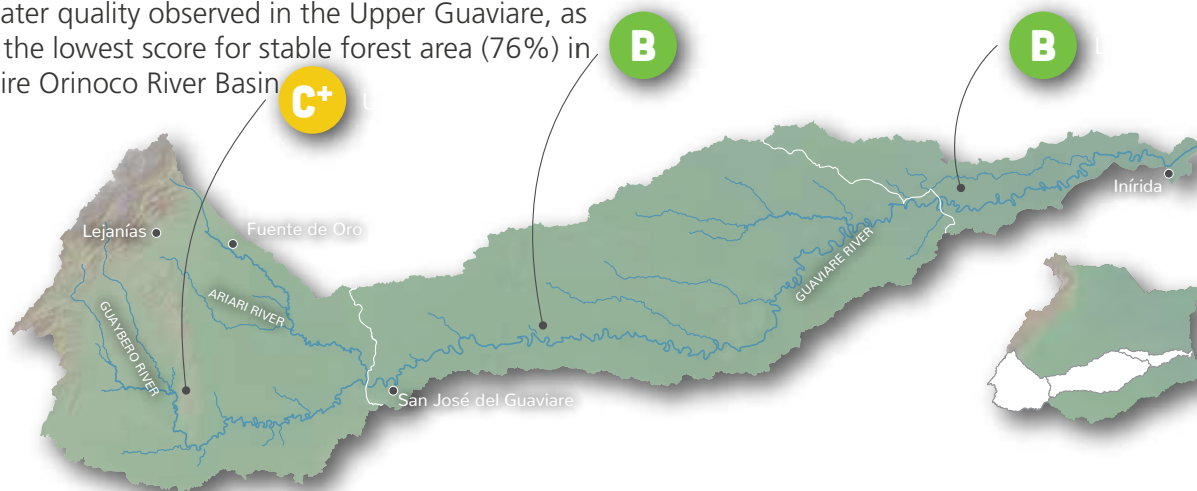 ater quality observed in the Upper Guaviare, as
the lowest score for stable forest area (76%) in
ire Orinoco River Basin
B
B
L
C+
U
Inírida
Lejanías
Fuente de Oro
GUAVIARE RIVER
ARIARI RIVER
GUAYBERO RIVER
San José del Guaviare